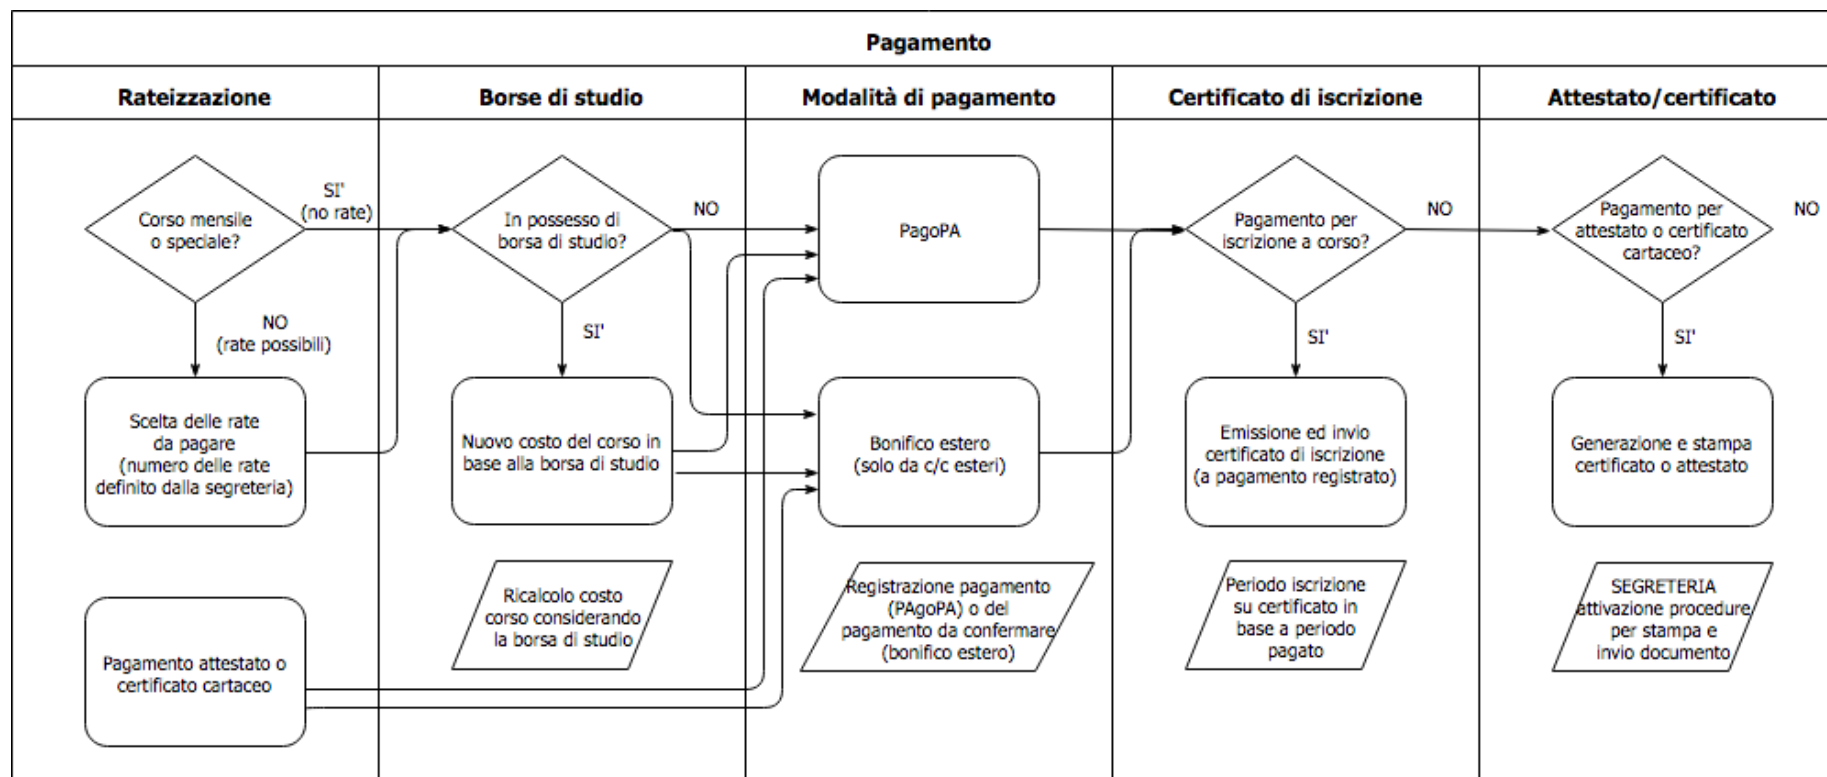 Pagamento
Rateizzazione
Borse di studio
Modalità di pagamento
Certificato di iscrizione
Attestato/certificato
Corso mensile
o speciale?
SI'
(no rate)
NO
(rate possibili)
Scelta delle rate
da pagare
(numero delle rate
definito dalla segreteria)
Pagamento attestato o
certificato cartaceo
In possesso di
borsa di studio?
NO
SI'
Nuovo costo del corso in
base alla borsa di studio
Ricalcolo costo
corso considerando
la borsa di studio
PagoPA
Bonifico estero
(solo da c/c esteri)
Registrazione pagamento
(PAgoPA) o del
pagamento da confermare
(bonifico estero)
Pagamento per
iscrizione a corso?
NO
SI'
Emissione ed invio
certificato di iscrizione
(a pagamento registrato)
Periodo iscrizione
su certificato in
base a periodo
pagato
Pagamento per
attestato o certificato
cartaceo?
NO
SI'
Generazione e stampa
certificato o attestato
SEGRETERIA
attivazione procedure
per stampa e
invio documento